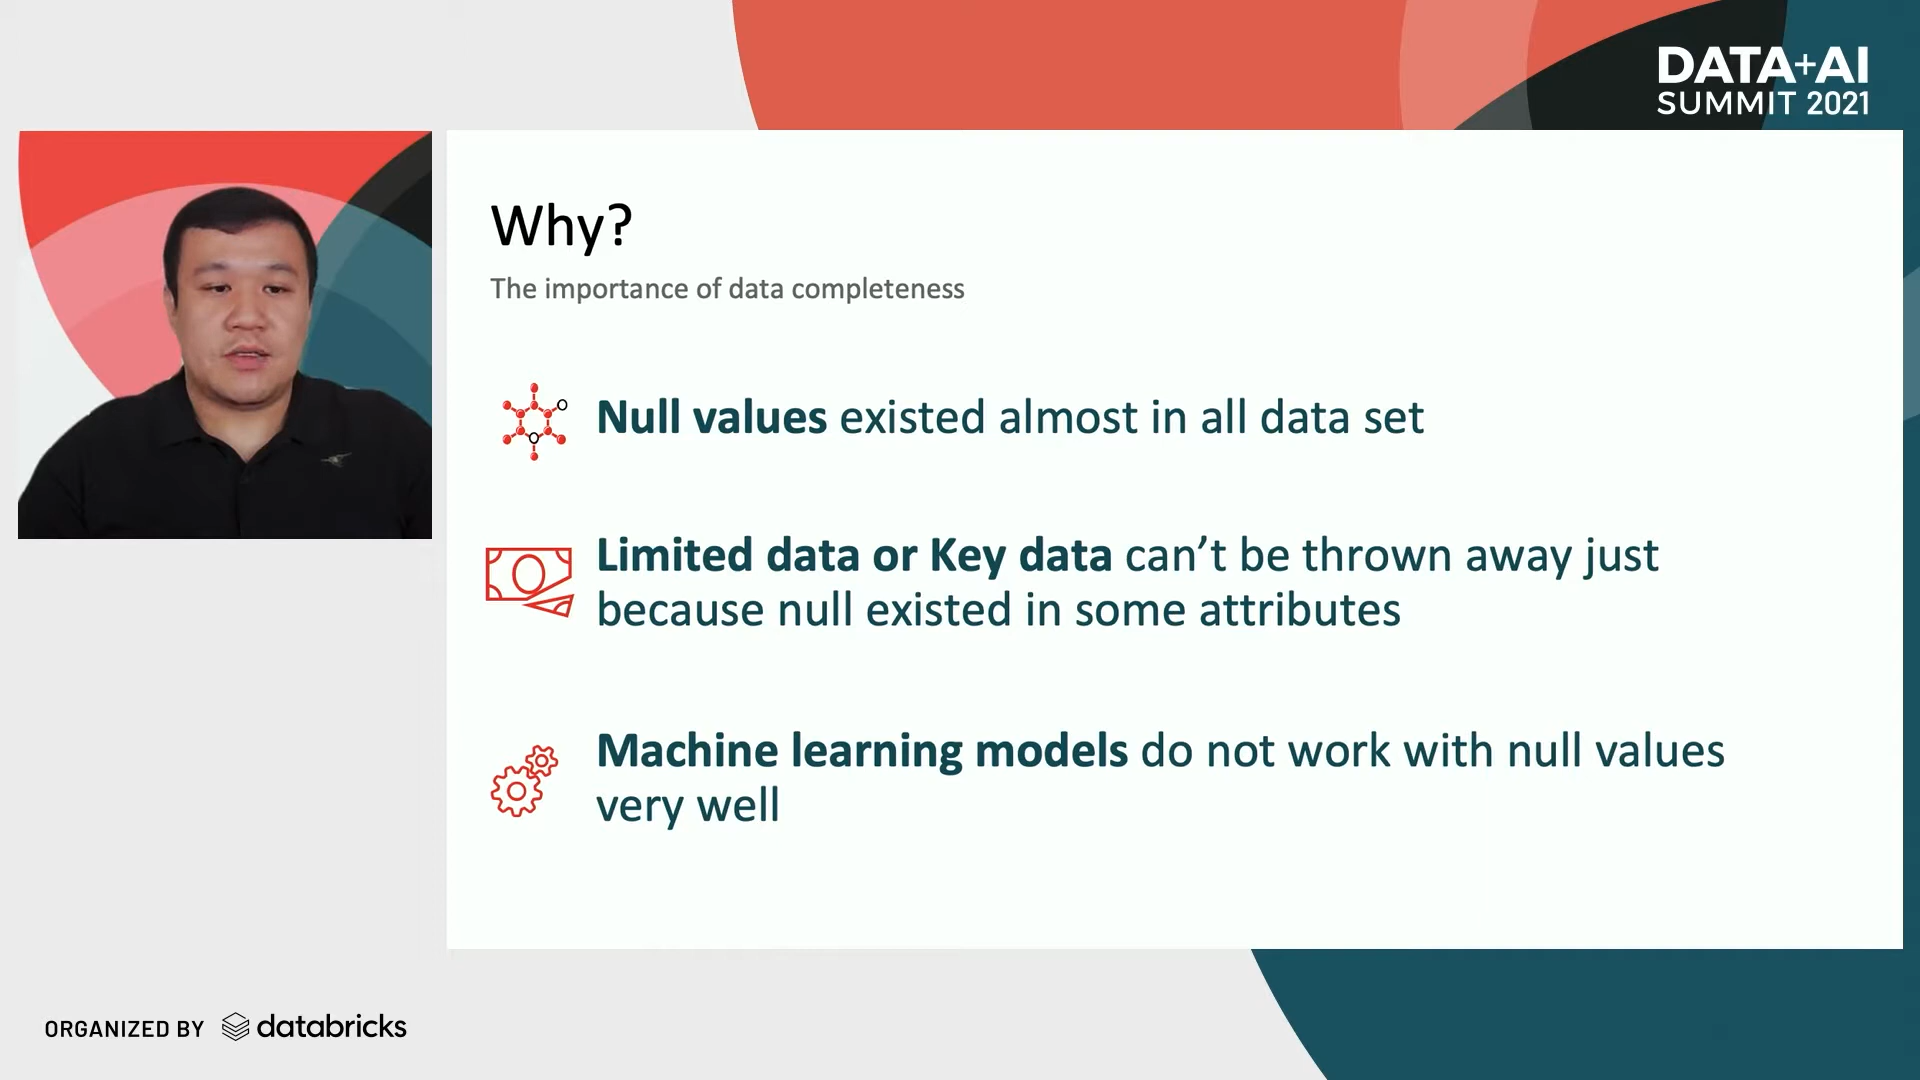 DATA+AI
SUMMIT 2021
Why?
The importance of data completeness
Null values existed almost in all data set
Limited data or Key data can’t be thrown away just
because null existed in some attributes
Machine learning models do not work with null values
very well
ORGANIZED BY databricks